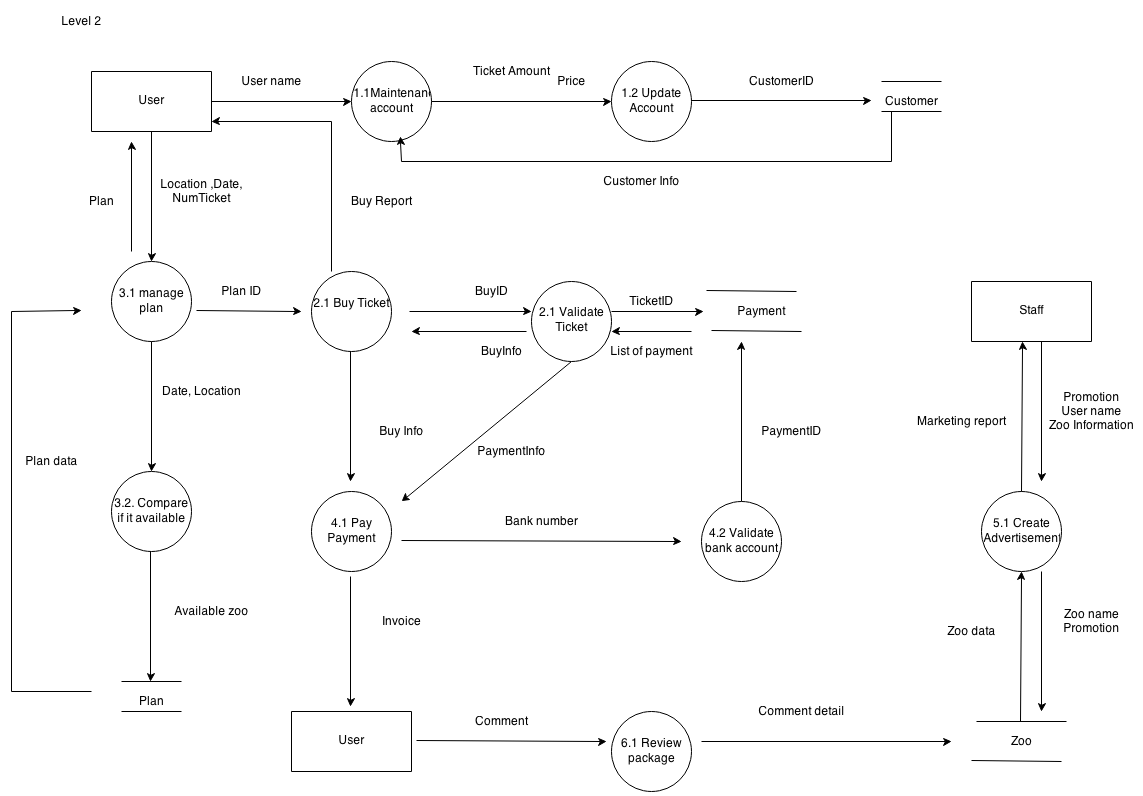 Level 2
User
User name
1.1Maintenan
account
Ticket Amount
Price
1.2 Update
Account
CustomerID
Customer
Customer Info
Plan
Location ,Date,
NumTicket
Buy Report
3.1 manage
plan
Plan ID
2.1 Buy Ticket
BuyID
BuyInfo
2.1 Validate
Ticket
TicketID
List of payment
Payment
Staff
Date, Location
Buy Info
PaymentInfo
PaymentID
Marketing report
Promotion
User name
Zoo Information
Plan data
3.2. Compare
if it available
4.1 Pay
Payment
Bank number
4.2 Validate
bank account
5.1 Create
Advertisement
Available zoo
Invoice
Zoo data
Zoo name
Promotion
Plan
User
Comment
6.1 Review
package
Comment detail
Zoo